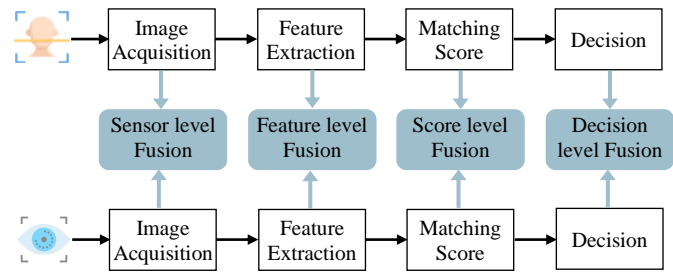 Image
Acquisition
Feature
Extraction
Matching
Score
Decision
Sensor level
Fusion
Feature level
Fusion
Score level
Fusion
Decision
level Fusion
Image
Acquisition
Feature
Extraction
Matching
Score
Decision